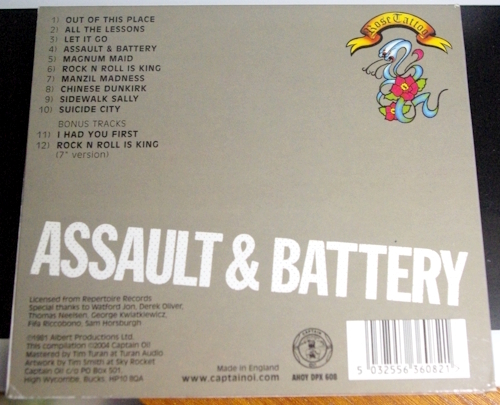 Rose Tattoo
1) OUT OF THIS PLACE
2) ALL THE LESSONS
3) LET IT GO
4) ASSAULT & BATTERY
5) MAGNUM MAID
6) ROCK N ROLL IS KING
7) MANZIL MADNESS
8) CHINESE DUNKIRK
9) SIDEWALK SALLY
10) SUICIDE CITY
BONUS TRACKS
11) I HAD YOU FIRST
12) ROCK N ROLL IS KING
(7" version)
ASSAULT & BATTERY
Licensed from Repertoire Records
Special thanks to Watford Jon, Derek Oliver,
Thomas Neelsen, George Kwiatkiewicz,
Fifa Riccobono, Sam Horsburgh
©1981 Albert Productions Ltd.
This compilation ©2004 Captain Oi!
Mastered by Tim Turan at Turan Audio.
Artwork by Tim Smith at Sky Rocket
Captain Oi! c/o PO Box 501,
High Wycombe, Bucks, HP10 8QA
Made in England
www.captainoi.com
AHOY DPX 608
5 032556 360821 >